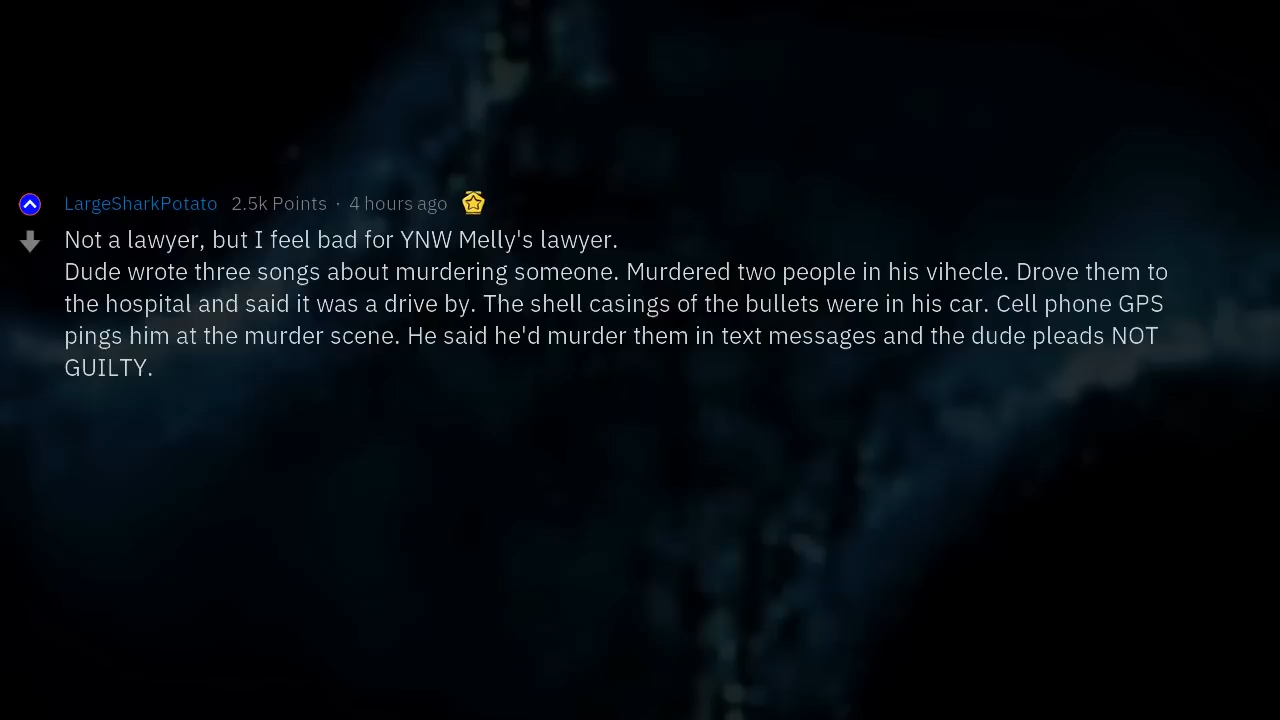 LargeSharkPotato 2.5k Points · 4 hours ago
Not a lawyer, but I feel bad for YNW Melly's lawyer.
Dude wrote three songs about murdering someone. Murdered two people in his vihecle. Drove them to
the hospital and said it was a drive by. The shell casings of the bullets were in his car. Cell phone GPS
pings him at the murder scene. He said he'd murder them in text messages and the dude pleads NOT
GUILTY.